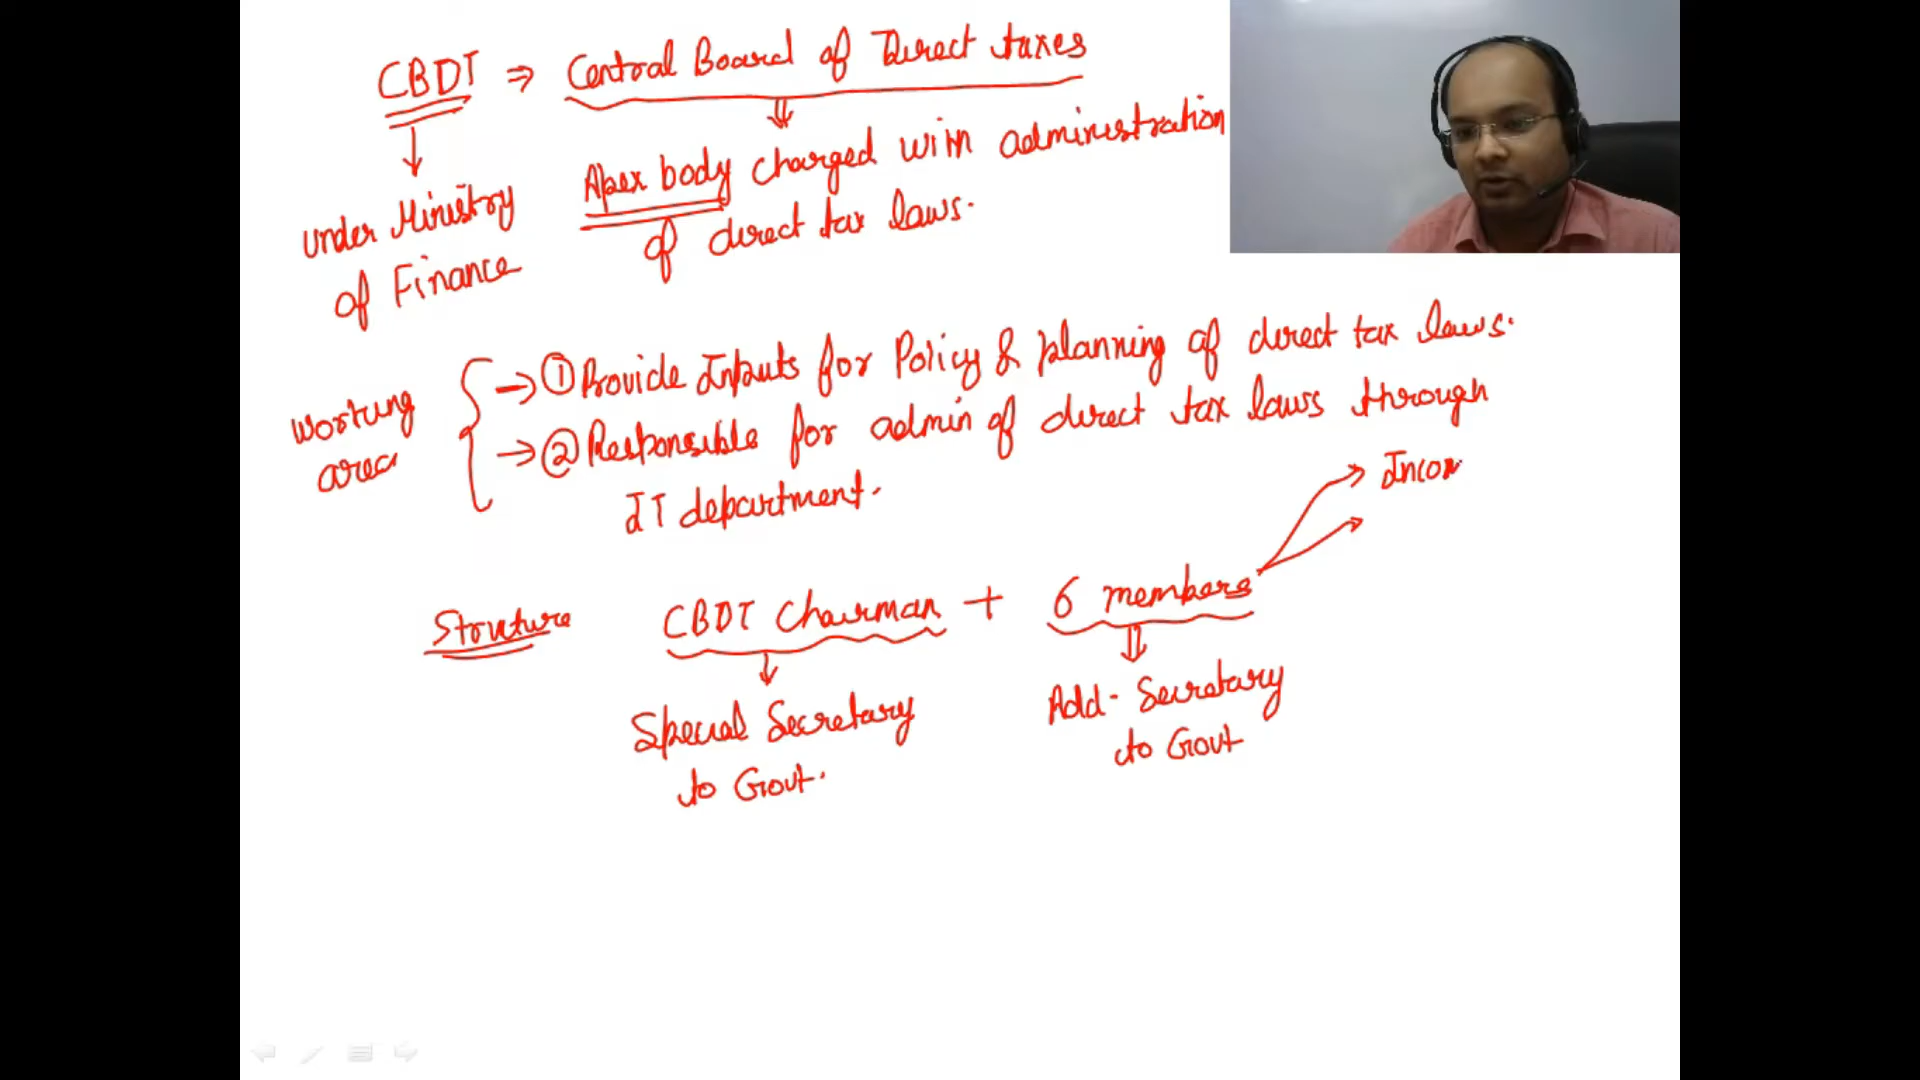 CBDT ⇒ Central Board of Direct taxes
under Ministry of Finance
Apex body charged with administration
of direct tax laws.
Working area
→ ① Provide Inputs for Policy & planning of direct tax laws.
→ ② Responsible for admin of direct tax laws through
IT department.
Structure
CBDT Chairman + 6 members
Incom
Special Secretary
to Govt.
Add. Secretary
to Govt